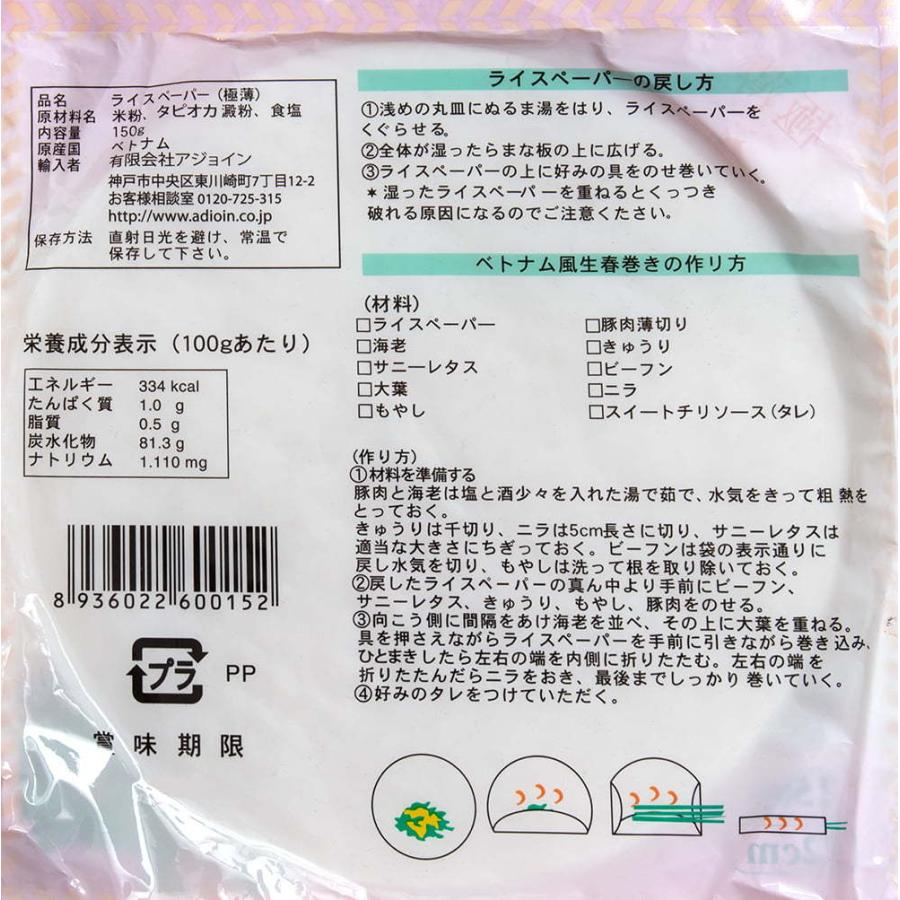 品名 ライスペーパー(極薄)
原材料名 米粉、タピオカ澱粉、食塩
内容量 150g
原産国 ベトナム
輸入者 有限会社アジョイン
神戸市中央区東川崎町7丁目12-2
お客様相談室 0120-725-315
http://www.adioin.co.jp
保存方法 直射日光を避け、常温で
保存して下さい。
栄養成分表示(100gあたり)
エネルギー 334 kcal
たんぱく質 1.0 g
脂質 0.5 g
炭水化物 81.3 g
ナトリウム 1.110 mg
8 936022 600152
プラ PP
賞味期限
ライスペーパーの戻し方
①浅めの丸皿にぬるま湯をはり、ライスペーパーを
くぐらせる。
②全体が湿ったらまな板の上に広げる。
③ライスペーパーの上に好みの具をのせ巻いていく。
*湿ったライスペーパーを重ねるとくっつき
破れる原因になるのでご注意ください。
ベトナム風生春巻きの作り方
(材料)
□ライスペーパー □豚肉薄切り
□海老 □きゅうり
□サニーレタス □ビーフン
□大葉 □ニラ
□もやし □スイートチリソース(タレ)
(作り方)
①材料を準備する
豚肉と海老は塩と酒少々を入れた湯で茹で、水気をきって粗熱を
とっておく。
きゅうりは千切り、ニラは5cm長さに切り、サニーレタスは
適当な大きさにちぎっておく。ビーフンは袋の表示通りに
戻し水気を切り、もやしは洗って根を取り除いておく。
②戻したライスペーパーの真ん中より手前にビーフン、
サニーレタス、きゅうり、もやし、豚肉をのせる。
③向こう側に間隔をあけ海老を並べ、その上に大葉を重ねる。
具を押さえながらライスペーパーを手前に引きながら巻き込み、
ひとまきしたら左右の端を内側に折りたたむ。左右の端を
折りたたんだらニラをおき、最後までしっかり巻いていく。
④好みのタレをつけていただく。
2cm